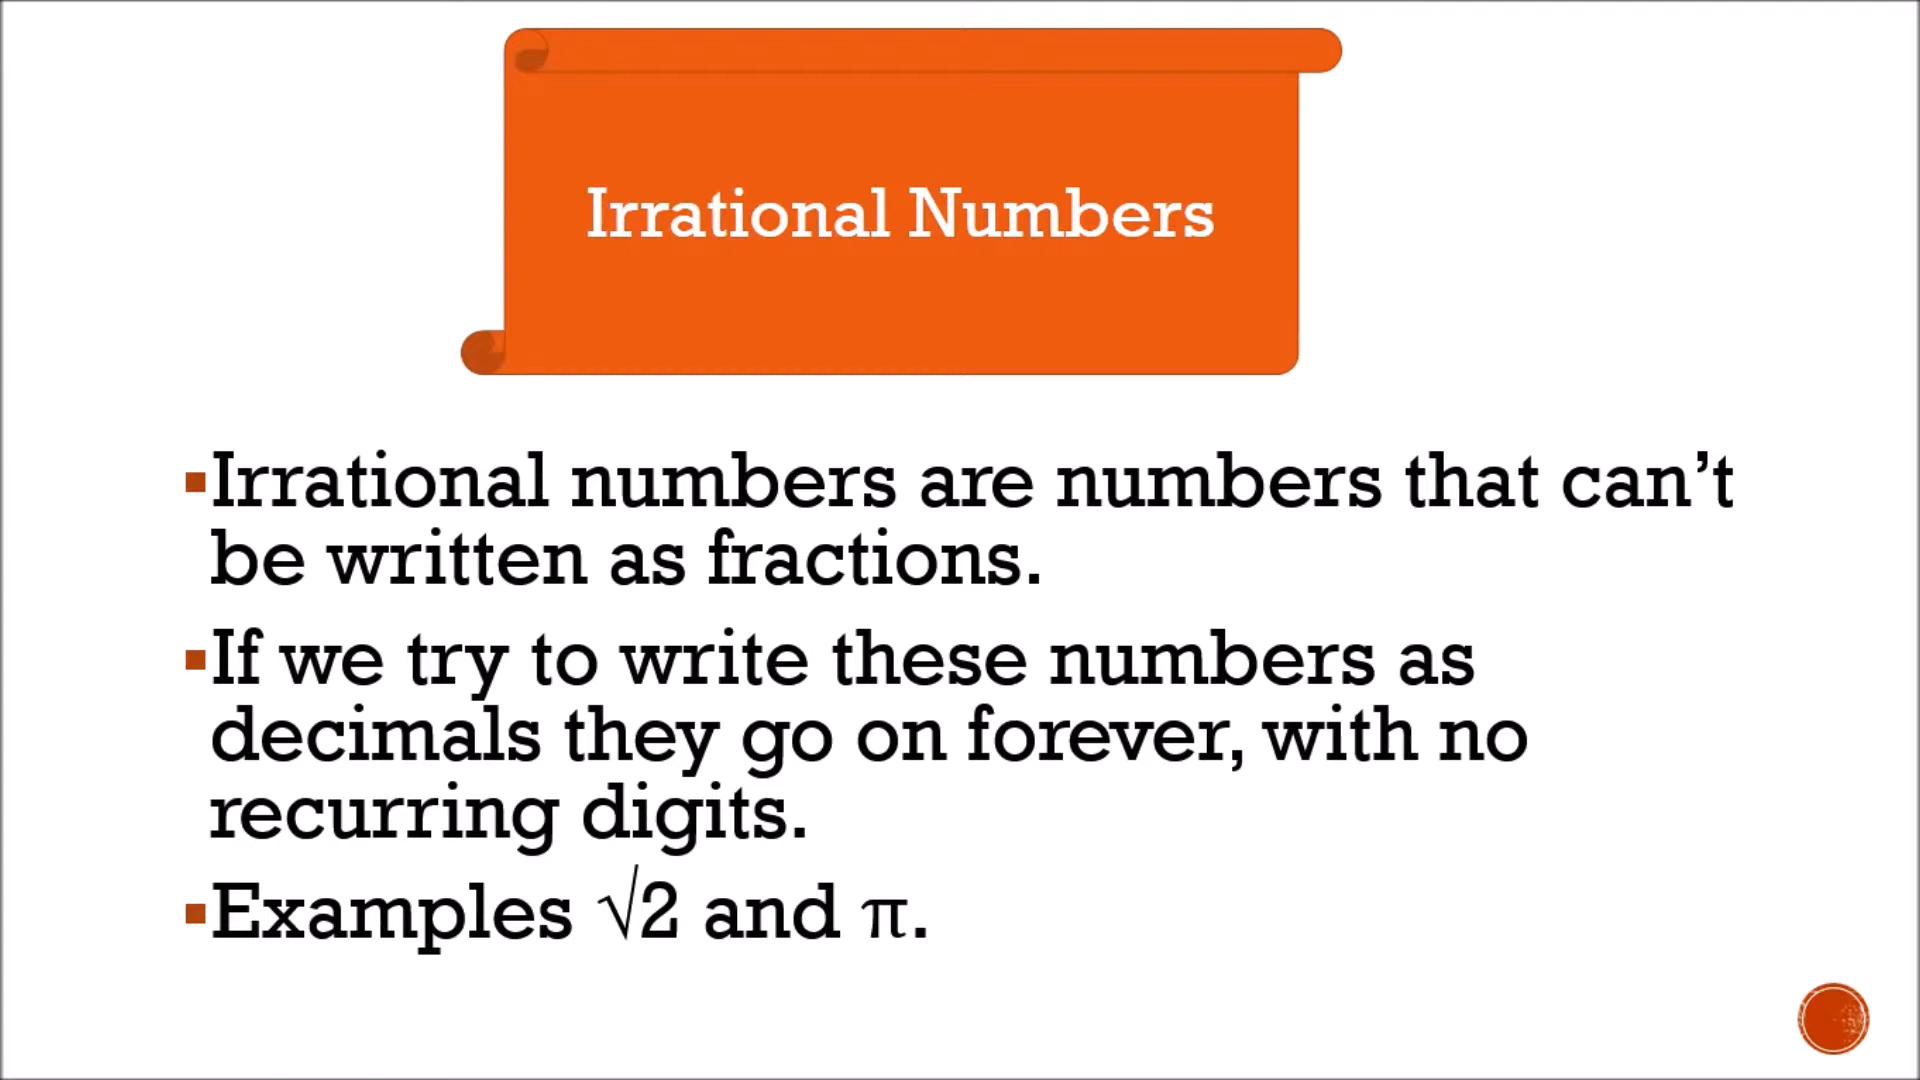 Irrational Numbers
▪Irrational numbers are numbers that can’t
be written as fractions.
▪If we try to write these numbers as
decimals they go on forever, with no
recurring digits.
▪Examples √2 and π.